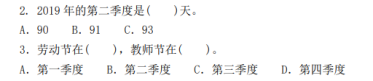 2. 2019 年的第二季度是(    )天。
A．90    B．91    C．93
3．劳动节在(    )，教师节在(    )。
A．第一季度    B．第二季度    C．第三季度    D．第四季度